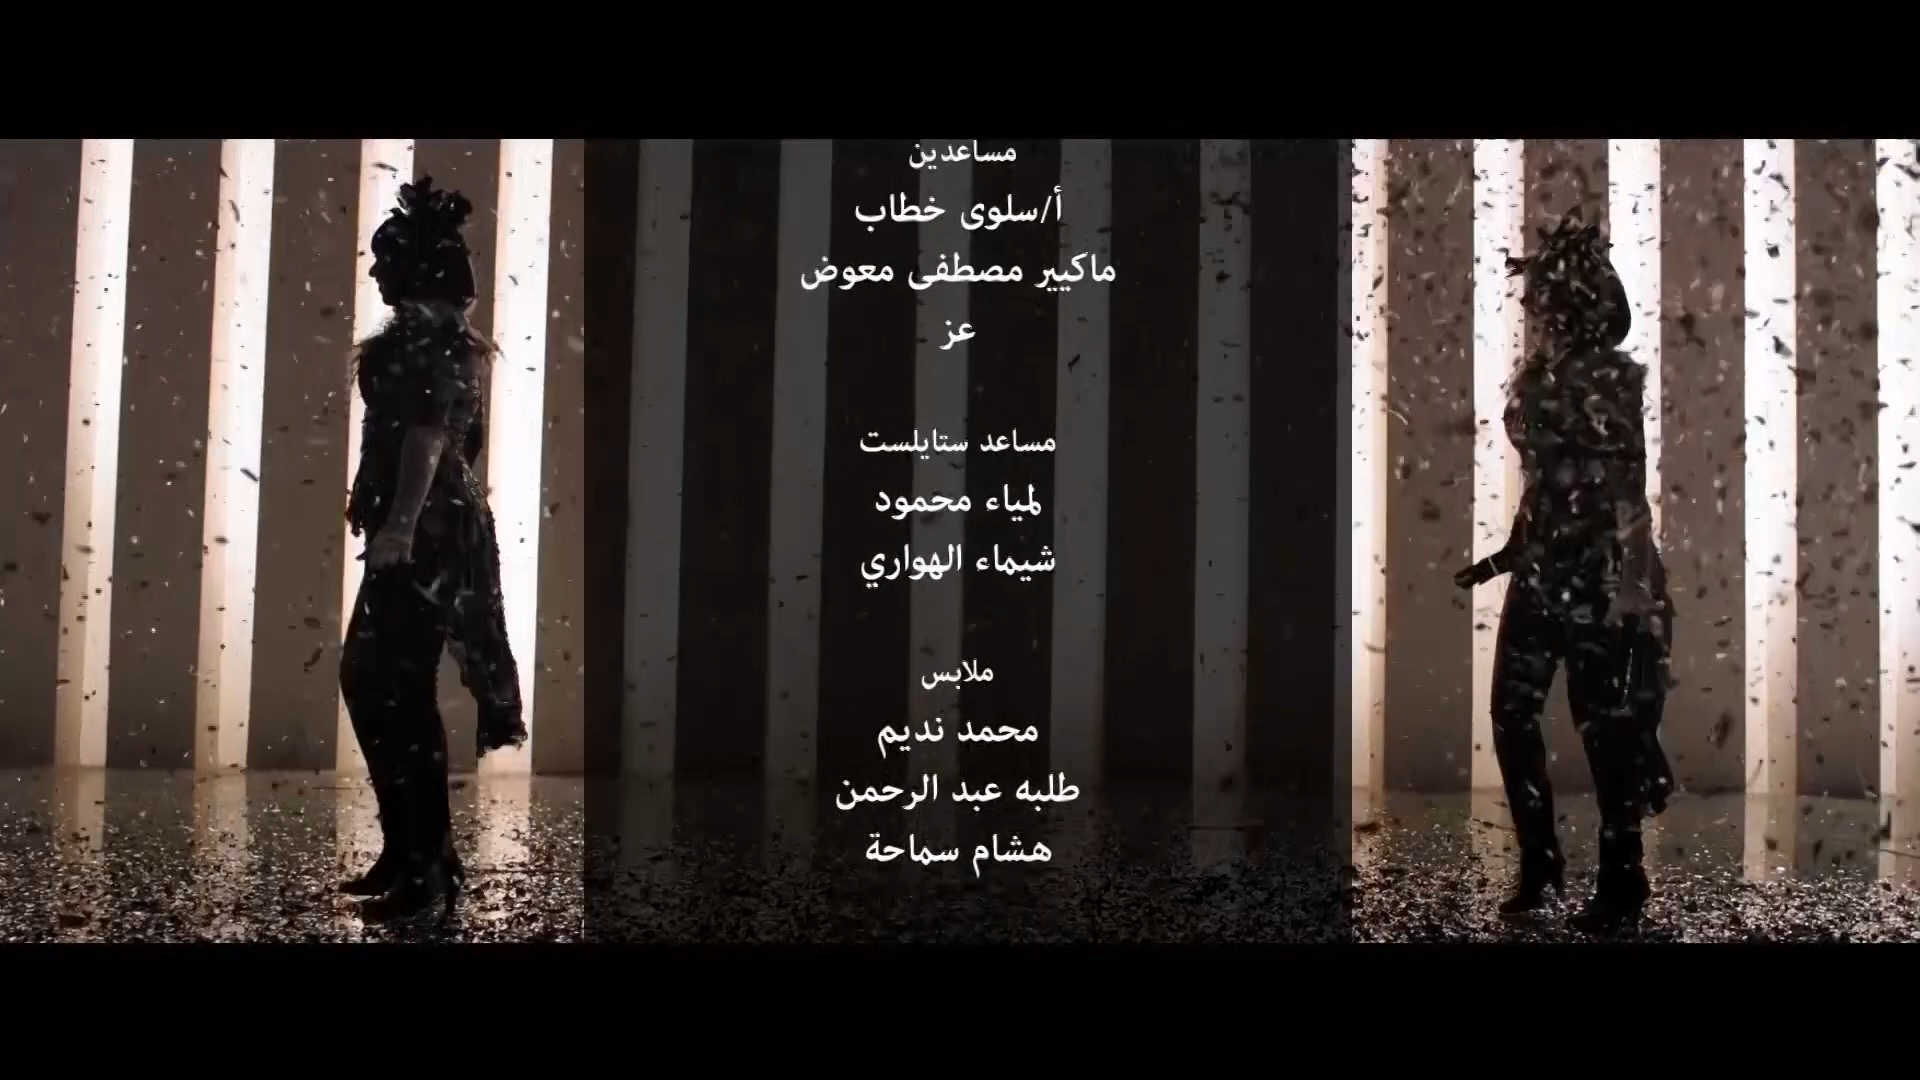 مساعدين
أ/سلوى خطاب
ماكيير مصطفى معوض
عز
مساعد ستايلست
لمياء محمود
شيماء الهواري
ملابس
محمد نديم
طلبه عبد الرحمن
هشام سماحة